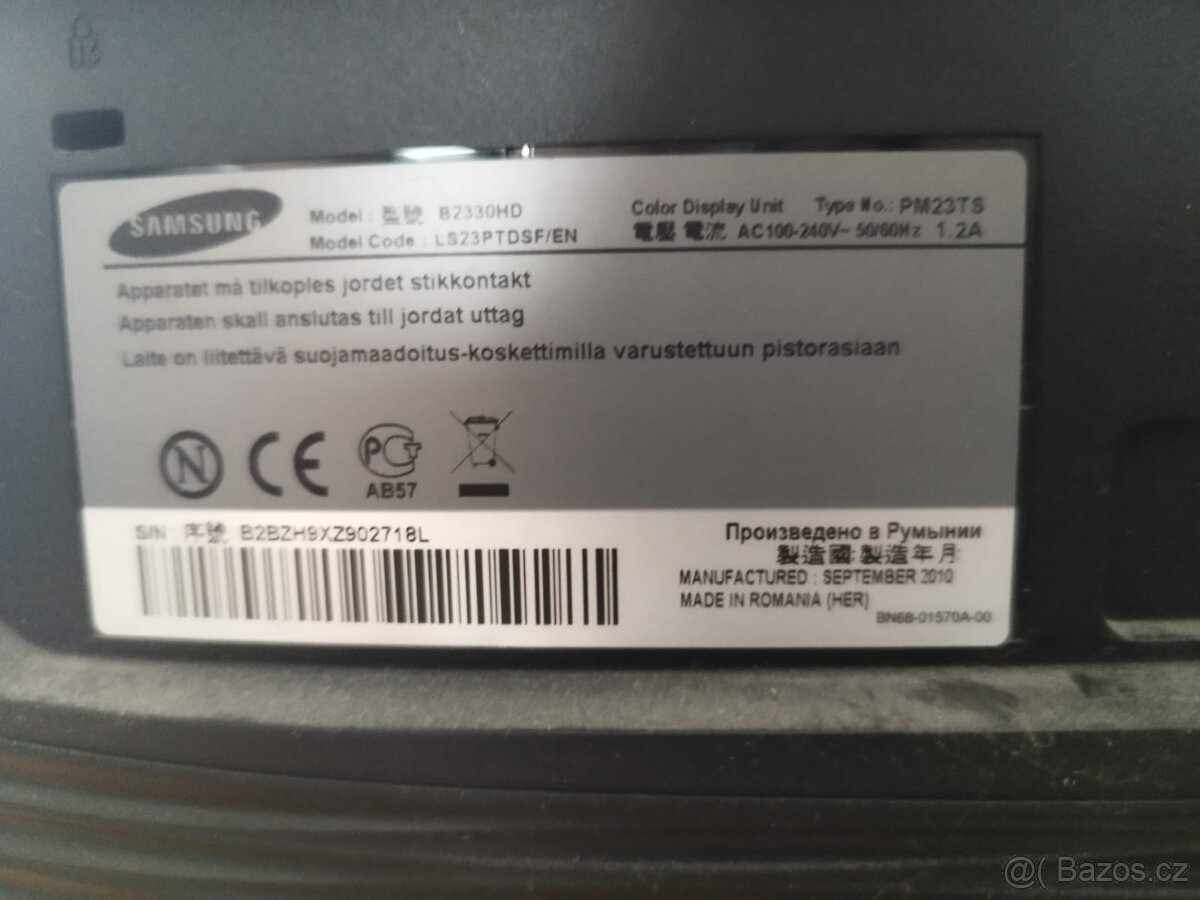 SAMSUNG
Model : 型號 B2330HD
Model Code : LS23PTDSF/EN
Color Display Unit Type No.: PM23TS
電壓 電流 AC100-240V~ 50/60Hz 1.2A
Apparatet må tilkoples jordet stikkontakt
Apparaten skall anslutas till jordat uttag
Laite on liitettävä suojamaadoitus-koskettimilla varustettuun pistorasiaan
N CE PCT
AB57
S/N : 序號 B2BZH9XZ902718L
Произведено в Румынии
製造國:製造年月:
MANUFACTURED : SEPTEMBER 2010
MADE IN ROMANIA (HER)
BN68-01570A-00
@( Bazos.cz